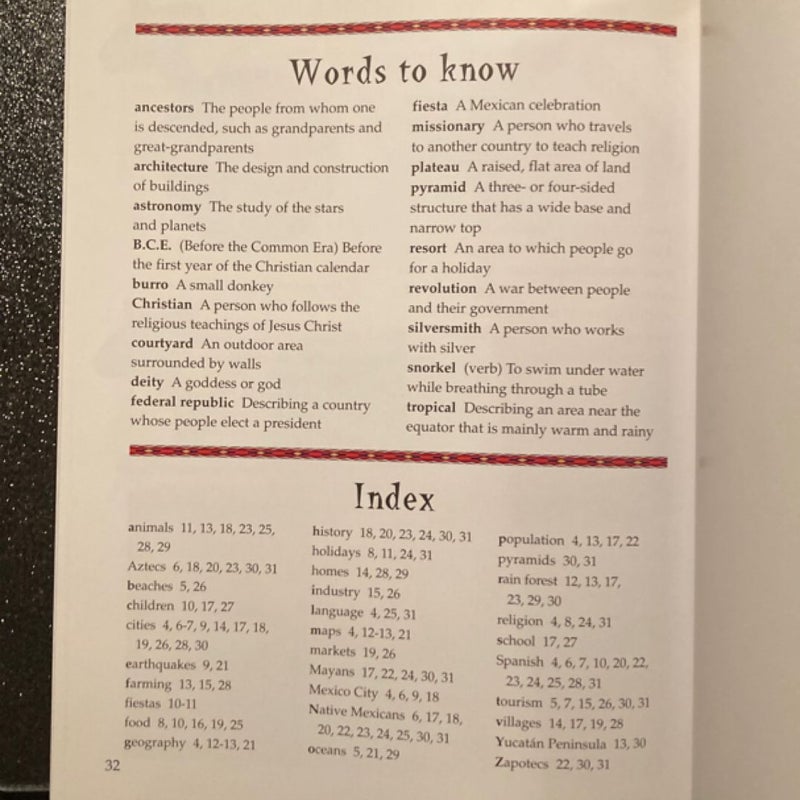 Words to know
ancestors The people from whom one
is descended, such as grandparents and
great-grandparents
architecture The design and construction
of buildings
astronomy The study of the stars
and planets
B.C.E. (Before the Common Era) Before
the first year of the Christian calendar
burro A small donkey
Christian A person who follows the
religious teachings of Jesus Christ
courtyard An outdoor area
surrounded by walls
deity A goddess or god
federal republic Describing a country
whose people elect a president
fiesta A Mexican celebration
missionary A person who travels
to another country to teach religion
plateau A raised, flat area of land
pyramid A three- or four-sided
structure that has a wide base and
narrow top
resort An area to which people go
for a holiday
revolution A war between people
and their government
silversmith A person who works
with silver
snorkel (verb) To swim under water
while breathing through a tube
tropical Describing an area near the
equator that is mainly warm and rainy
Index
animals 11, 13, 18, 23, 25,
28, 29
Aztecs 6, 18, 20, 23, 30, 31
beaches 5, 26
children 10, 17, 27
cities 4, 6-7, 9, 14, 17, 18,
19, 26, 28, 30
earthquakes 9, 21
farming 13, 15, 28
fiestas 10-11
food 8, 10, 16, 19, 25
geography 4, 12-13, 21
history 18, 20, 23, 24, 30, 31
holidays 8, 11, 24, 31
homes 14, 28, 29
industry 15, 26
language 4, 25, 31
maps 4, 12-13, 21
markets 19, 26
Mayans 17, 22, 24, 30, 31
Mexico City 4, 6, 9, 18
Native Mexicans 6, 17, 18,
20, 22, 23, 24, 25, 30, 31
oceans 5, 21, 29
population 4, 13, 17, 22
pyramids 30, 31
rain forest 12, 13, 17,
23, 29, 30
religion 4, 8, 24, 31
school 17, 27
Spanish 4, 6, 7, 10, 20, 22,
23, 24, 25, 28, 31
tourism 5, 7, 15, 26, 30, 31
villages 14, 17, 19, 28
Yucatán Peninsula 13, 30
Zapotecs 22, 30, 31
32